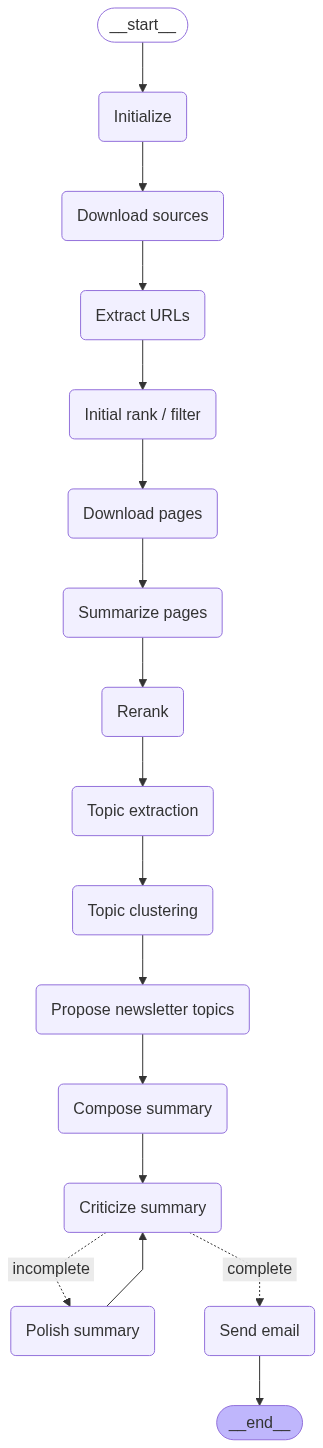 __start__
Initialize
Download sources
Extract URLs
Initial rank / filter
Download pages
Summarize pages
Rerank
Topic extraction
Topic clustering
Propose newsletter topics
Compose summary
Criticize summary
incomplete
complete
Polish summary
Send email
__end__